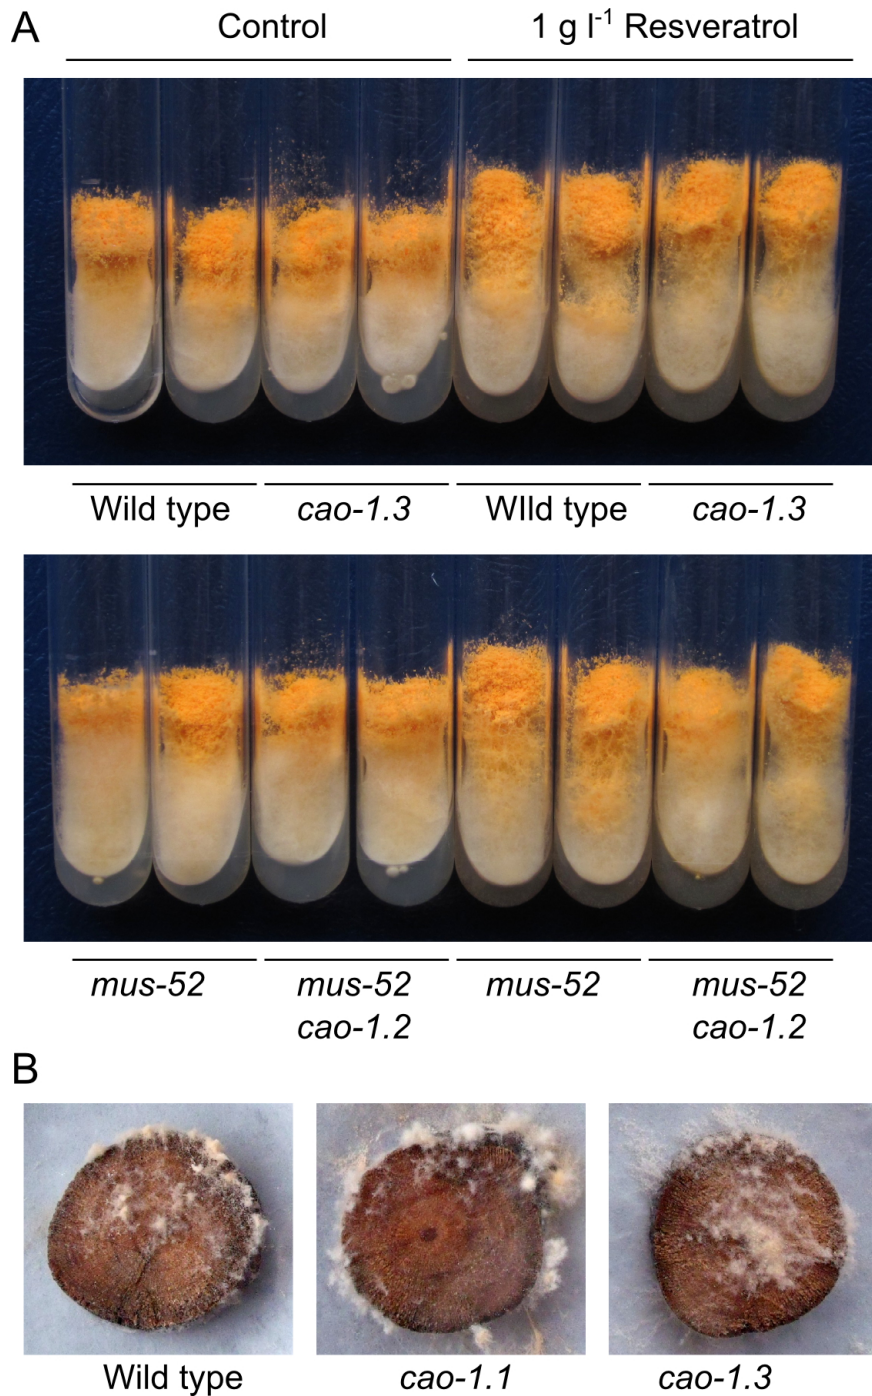 A
Control
1 g l-1 Resveratrol
Wild type
cao-1.3
WIld type
cao-1.3
mus-52
mus-52
mus-52
mus-52
cao-1.2
cao-1.2
B
Wild type
cao-1.1
cao-1.3